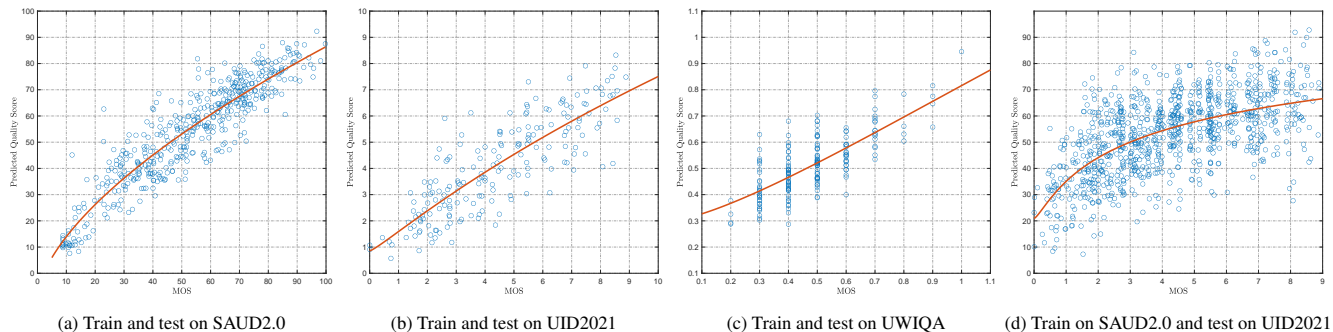 100
90
80
70
60
50
40
30
20
10
0
Predicted Quality Score
0 10 20 30 40 50 60 70 80 90 100
MOS
(a) Train and test on SAUD2.0
10
9
8
7
6
5
4
3
2
1
0
Predicted Quality Score
0 1 2 3 4 5 6 7 8 9 10
MOS
(b) Train and test on UID2021
1.1
1
0.9
0.8
0.7
0.6
0.5
0.4
0.3
0.2
0.1
Predicted Quality Score
0.1 0.2 0.3 0.4 0.5 0.6 0.7 0.8 0.9 1 1.1
MOS
(c) Train and test on UWIQA
100
90
80
70
60
50
40
30
20
10
0
Predicted Quality Score
0 1 2 3 4 5 6 7 8 9
MOS
(d) Train on SAUD2.0 and test on UID2021